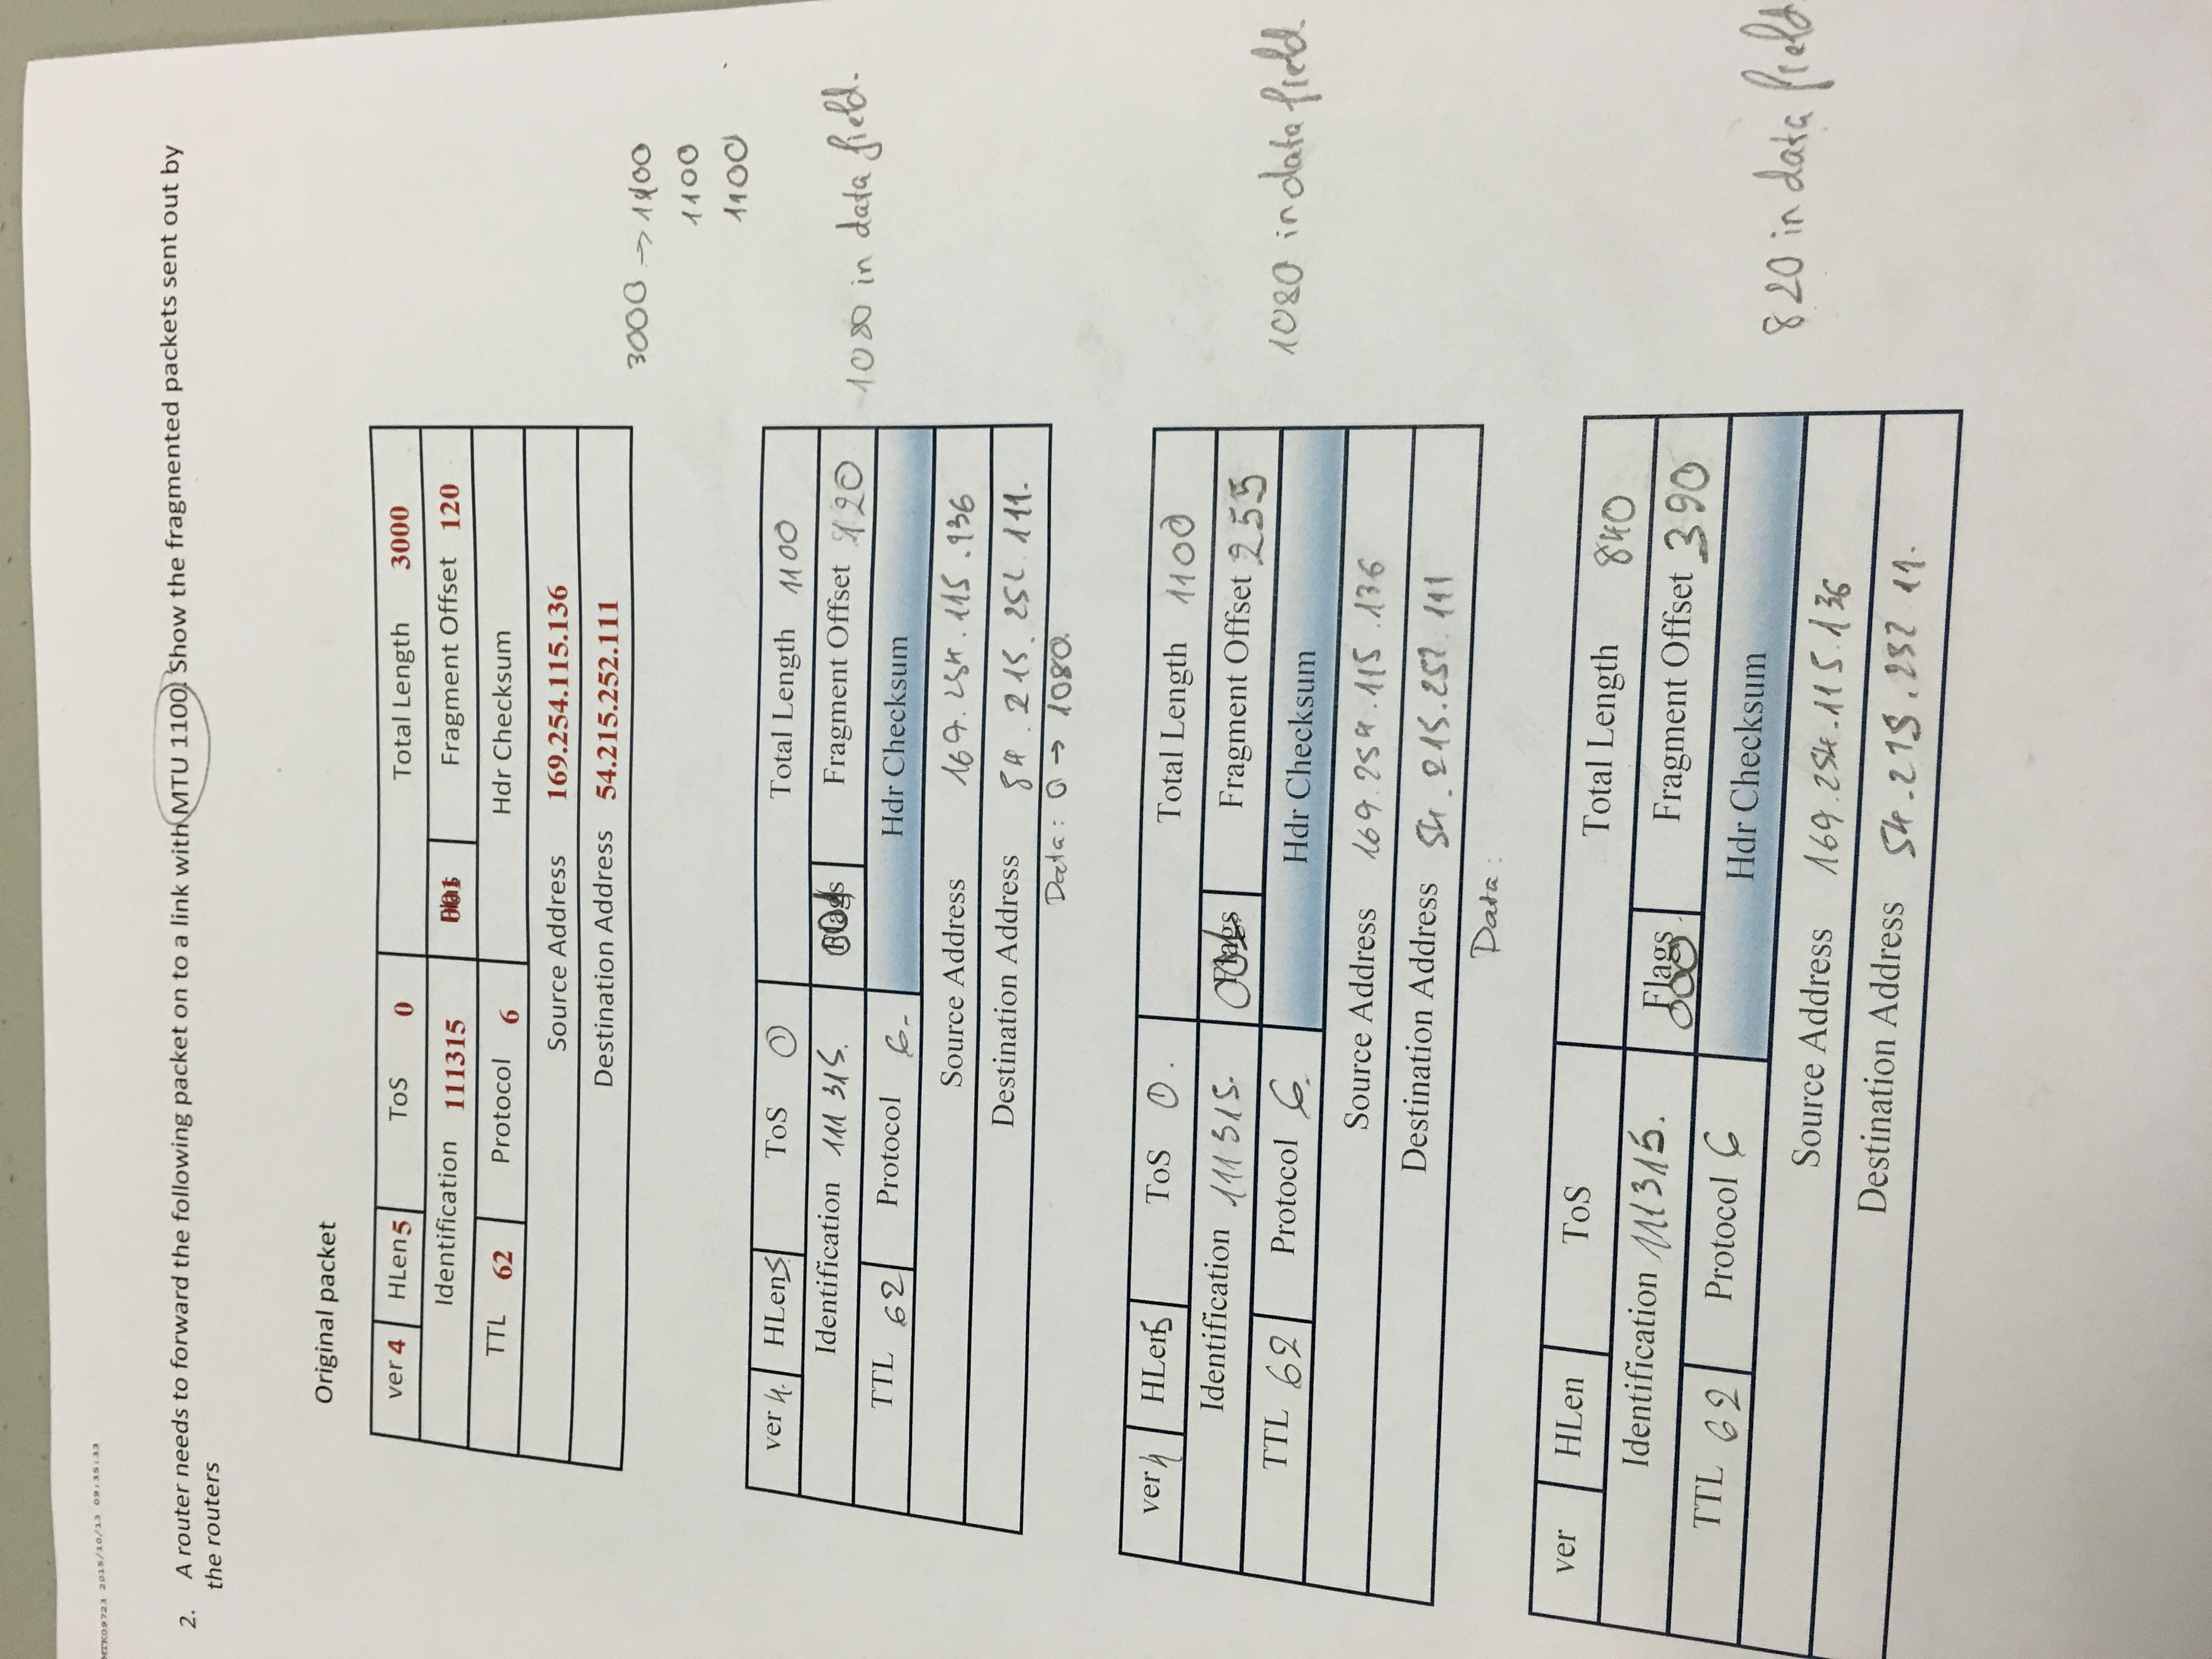 MTK09723 2015/10/13 09:35:33
2. A router needs to forward the following packet on to a link with MTU 1100. Show the fragmented packets sent out by
the routers
Original packet
ver 4 HLen 5 ToS 0 Total Length 3000
Identification 111315 001 Fragment Offset 120
TTL 62 Protocol 6 Hdr Checksum
Source Address 169.254.115.136
Destination Address 54.215.252.111
3000 → 1100
1100
1100
ver 4. HLen 5 ToS 0 Total Length 1100
Identification 111 315. Flags 001 Fragment Offset 120
1080 in data field.
TTL 62 Protocol 6. Hdr Checksum
Source Address 169.254.115.136
Destination Address 54.215.252.111.
Data: 0 → 1080.
ver 4 HLen 5 ToS 0. Total Length 1100
Identification 111315. Flags 001 Fragment Offset 255
TTL 62 Protocol 6. Hdr Checksum
1080 in data field.
Source Address 169.254.115.136
Destination Address 54.215.252.111
Data:
ver HLen ToS Total Length 840
Identification 111315. Flags 000. Fragment Offset 390
TTL 62 Protocol 6 Hdr Checksum
820 in data field
Source Address 169.254.115.136
Destination Address 54.215.252 11.